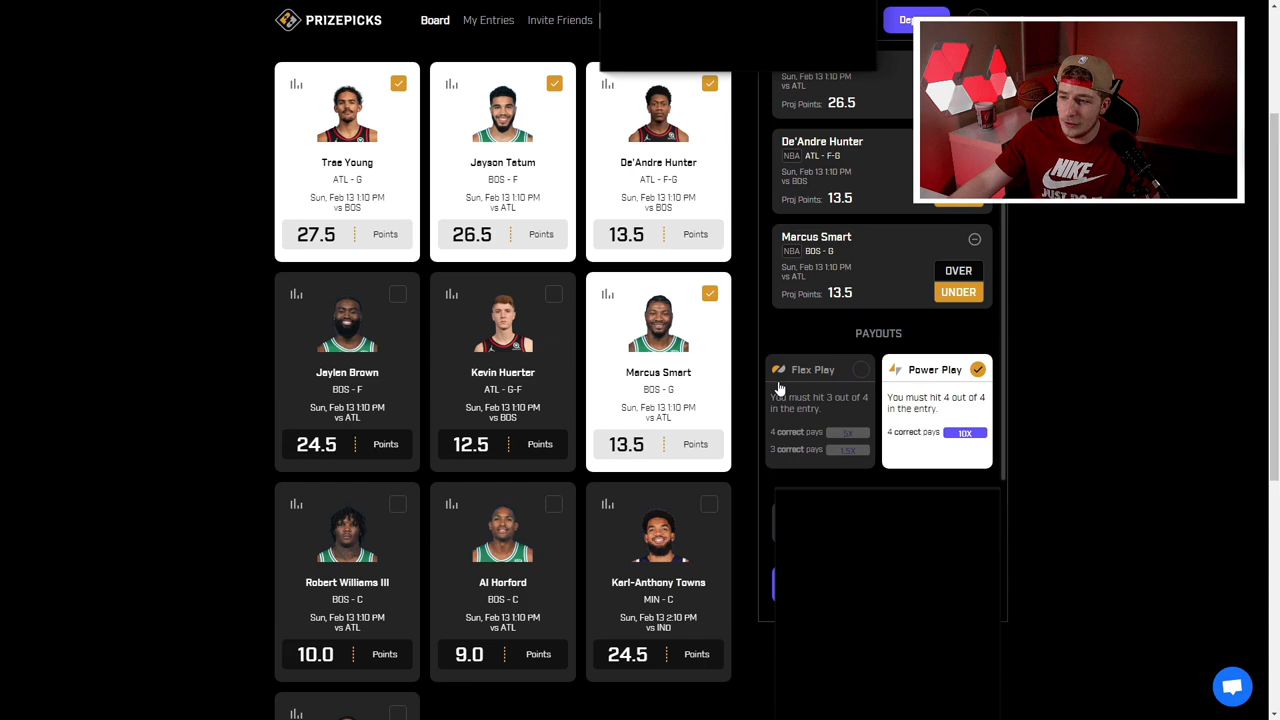 PRIZEPICKS
Board
My Entries
Invite Friends
Trae Young
ATL - G
Sun, Feb 13 1:10 PM
vs BOS
27.5
Points
Jayson Tatum
BOS - F
Sun, Feb 13 1:10 PM
vs ATL
26.5
Points
De'Andre Hunter
ATL - F-G
Sun, Feb 13 1:10 PM
vs BOS
13.5
Points
Jaylen Brown
BOS - F
Sun, Feb 13 1:10 PM
vs ATL
24.5
Points
Kevin Huerter
ATL - G-F
Sun, Feb 13 1:10 PM
vs BOS
12.5
Points
Marcus Smart
BOS - G
Sun, Feb 13 1:10 PM
vs ATL
13.5
Points
Robert Williams III
BOS - C
Sun, Feb 13 1:10 PM
vs ATL
10.0
Points
Al Horford
BOS - C
Sun, Feb 13 1:10 PM
vs ATL
9.0
Points
Karl-Anthony Towns
MIN - C
Sun, Feb 13 2:10 PM
vs IND
24.5
Points
Sun, Feb 13 1:10 PM
vs ATL
Proj Points: 26.5
De'Andre Hunter
NBA ATL - F-G
Sun, Feb 13 1:10 PM
vs BOS
Proj Points: 13.5
Marcus Smart
NBA BOS - G
Sun, Feb 13 1:10 PM
vs ATL
Proj Points: 13.5
OVER
UNDER
PAYOUTS
Flex Play
You must hit 3 out of 4
in the entry.
4 correct pays 5X
3 correct pays 1.5X
Power Play
You must hit 4 out of 4
in the entry.
4 correct pays 10X
NIKE